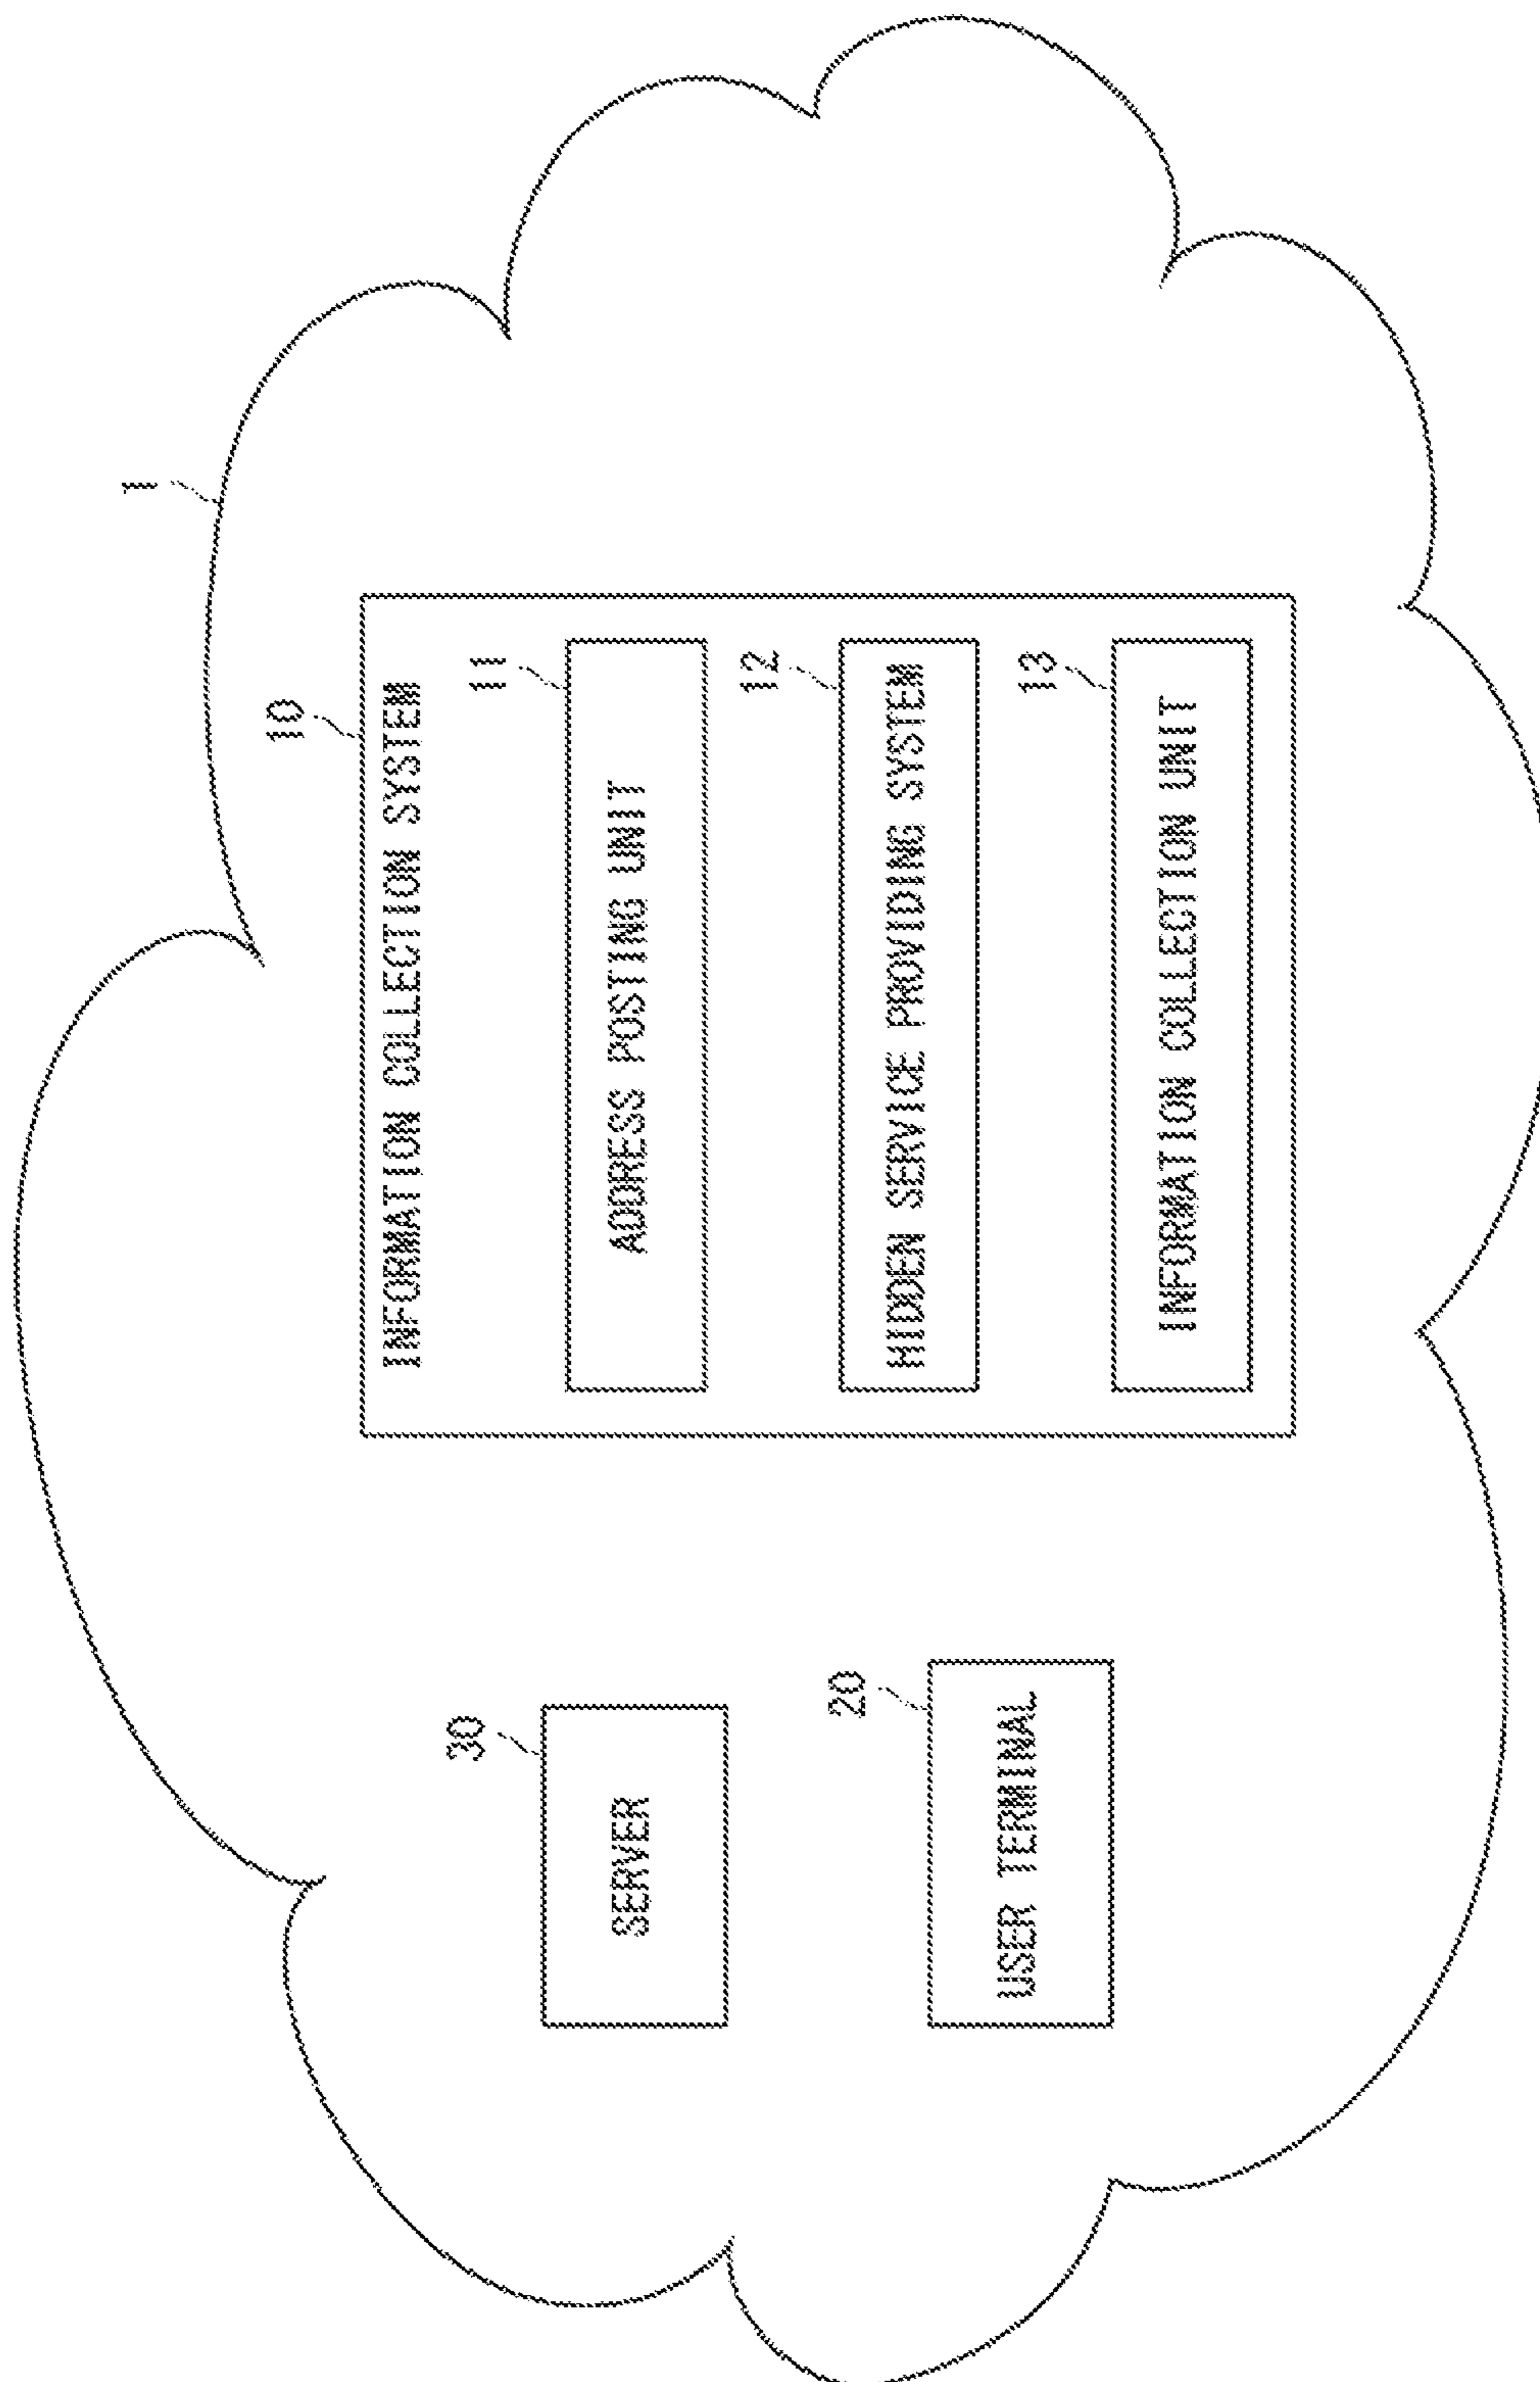 1
10
INFORMATION COLLECTION SYSTEM
30
SERVER
11
ADDRESS POSTING UNIT
20
USER TERMINAL
12
HIDDEN SERVICE PROVIDING SYSTEM
13
INFORMATION COLLECTION UNIT